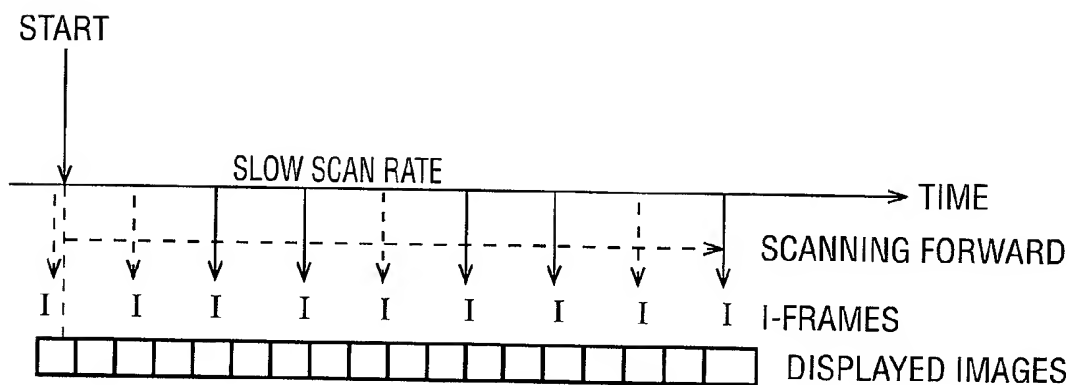 START
SLOW SCAN RATE
TIME
SCANNING FORWARD
I I I I I I I I I I-FRAMES
DISPLAYED IMAGES